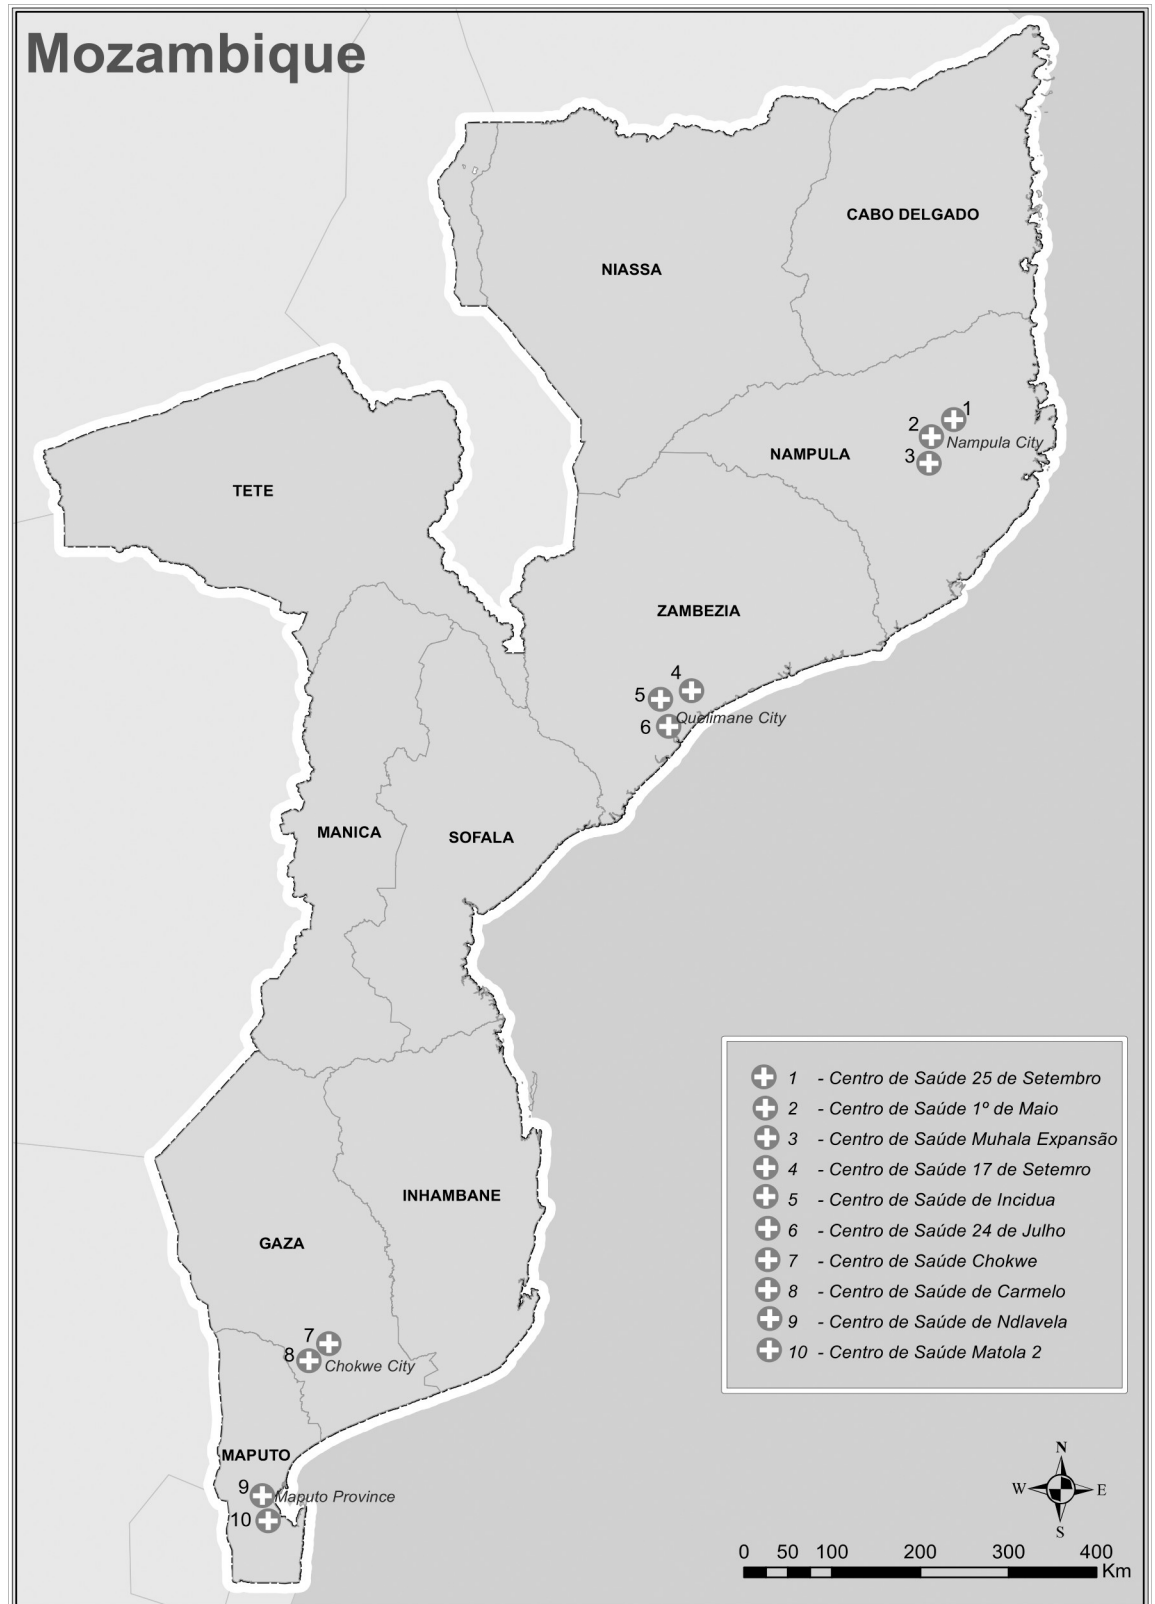 Mozambique
CABO DELGADO
NIASSA
1
2
Nampula City
NAMPULA
3
TETE
ZAMBEZIA
4
5
Quelimane City
6
MANICA
SOFALA
INHAMBANE
GAZA
7
8
Chokwe City
MAPUTO
9
Maputo Province
10
1 - Centro de Saúde 25 de Setembro
2 - Centro de Saúde 1º de Maio
3 - Centro de Saúde Muhala Expansão
4 - Centro de Saúde 17 de Setemro
5 - Centro de Saúde de Incidua
6 - Centro de Saúde 24 de Julho
7 - Centro de Saúde Chokwe
8 - Centro de Saúde de Carmelo
9 - Centro de Saúde de Ndlavela
10 - Centro de Saúde Matola 2
N
W E
S
0 50 100 200 300 400
Km